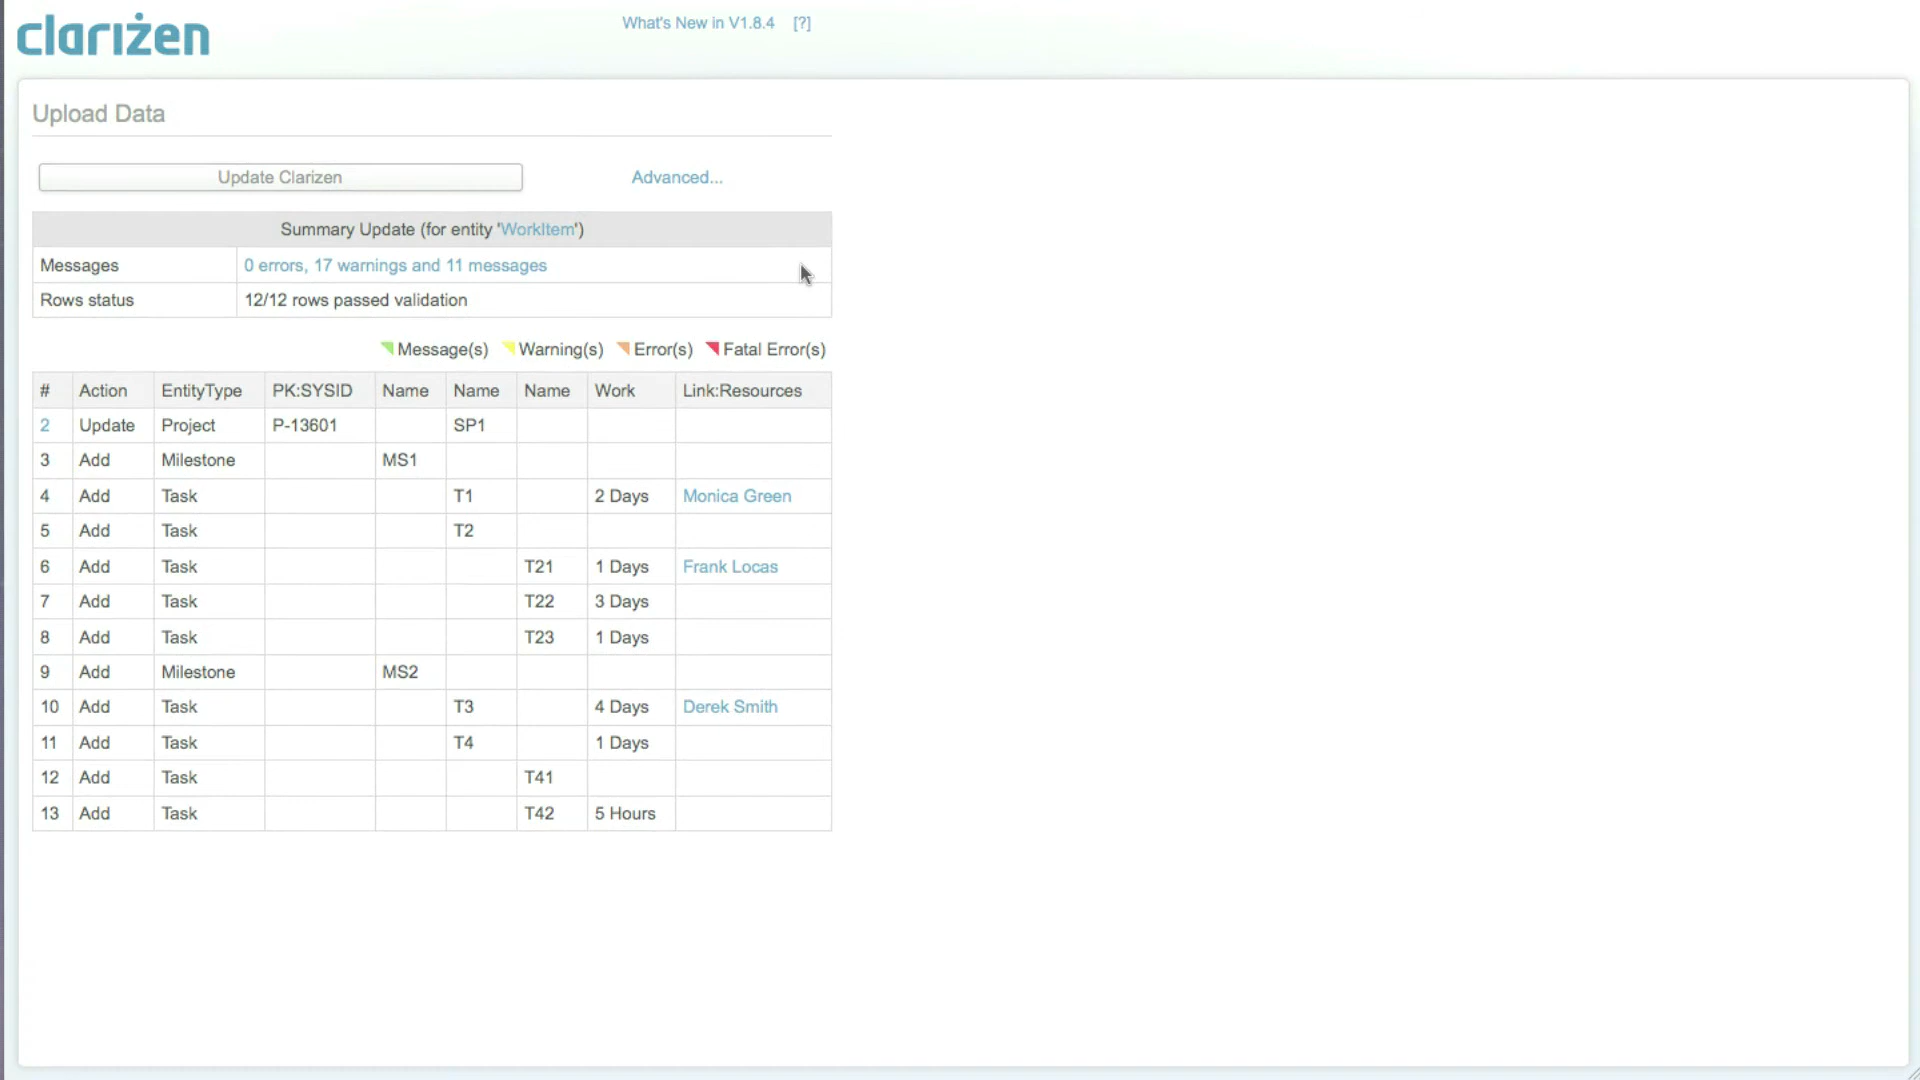 clarizen
What's New in V1.8.4 [?]
Upload Data
Update Clarizen Advanced...
Summary Update (for entity 'WorkItem')
Messages 0 errors, 17 warnings and 11 messages
Rows status 12/12 rows passed validation
Message(s) Warning(s) Error(s) Fatal Error(s)
# Action EntityType PK:SYSID Name Name Name Work Link:Resources
2 Update Project P-13601 SP1
3 Add Milestone MS1
4 Add Task T1 2 Days Monica Green
5 Add Task T2
6 Add Task T21 1 Days Frank Locas
7 Add Task T22 3 Days
8 Add Task T23 1 Days
9 Add Milestone MS2
10 Add Task T3 4 Days Derek Smith
11 Add Task T4 1 Days
12 Add Task T41
13 Add Task T42 5 Hours